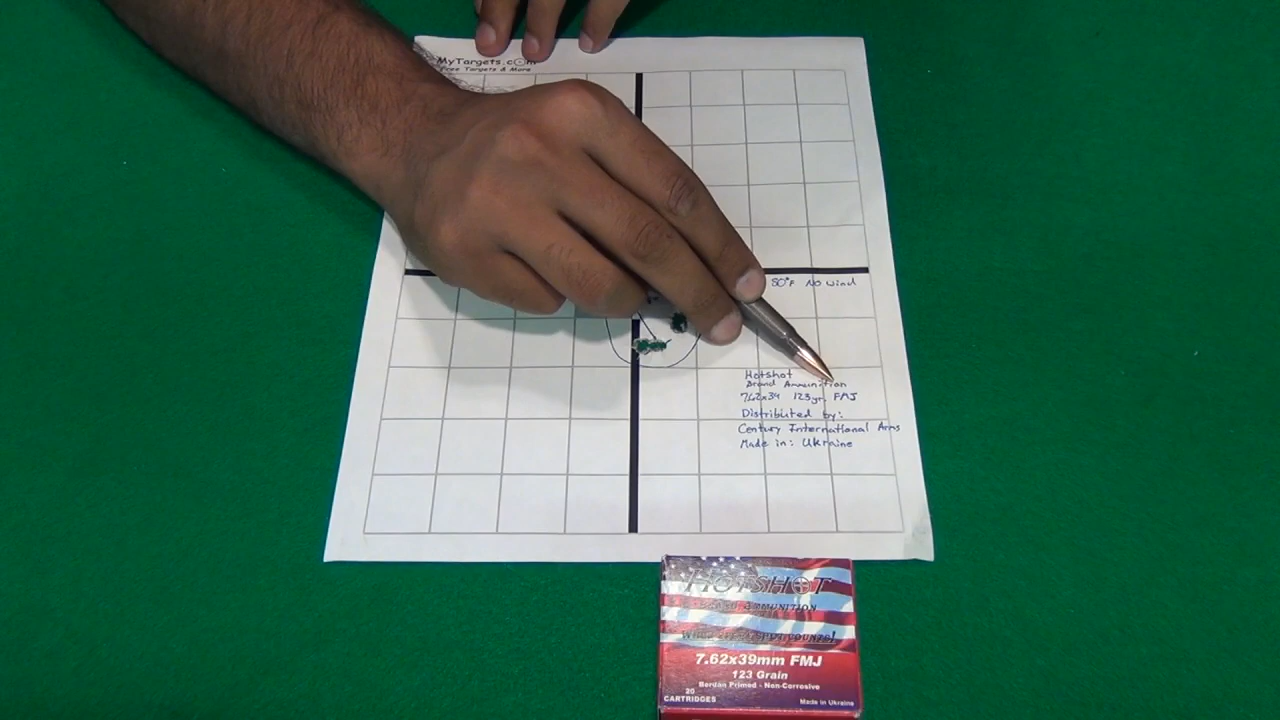 MyTargets.com
Free Targets & More
80°F No Wind
Hotshot
Brand Ammunition
7.62x39 123gr. FMJ
Distributed by:
Century International Arms
Made in: Ukraine
HOTSHOT
AMMUNITION
7.62x39mm FMJ
123 Grain
Berdan Primed - Non-Corrosive
20
CARTRIDGES
Made in Ukraine